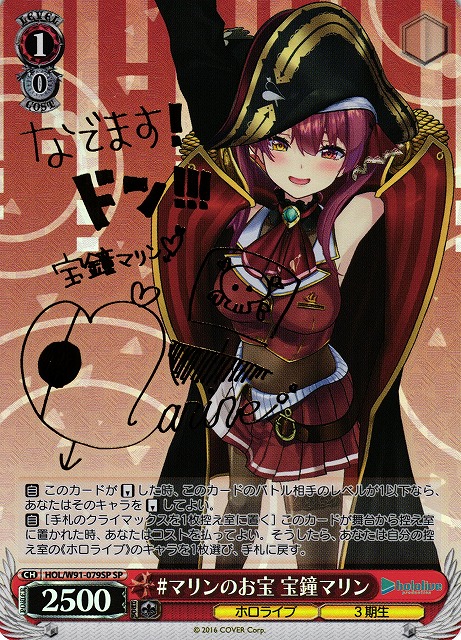 LEVEL
1
0
COST
なでます!
ドン!!!
宝鐘マリン♡
Marine
自 このカードが した時、このカードのバトル相手のレベルが1以下なら、
あなたはそのキャラを してよい。
自 [手札のクライマックスを1枚控え室に置く] このカードが舞台から控え
室に置かれた時、あなたはコストを払ってよい。そうしたら、あなたは自分の控
え室の《ホロライブ》のキャラを1枚選び、手札に戻す。
CH HOL/W91-079SP SP
POWER 2500
#マリンのお宝 宝鐘マリン
hololive
production
ホロライブ 3期生
© 2016 COVER Corp.